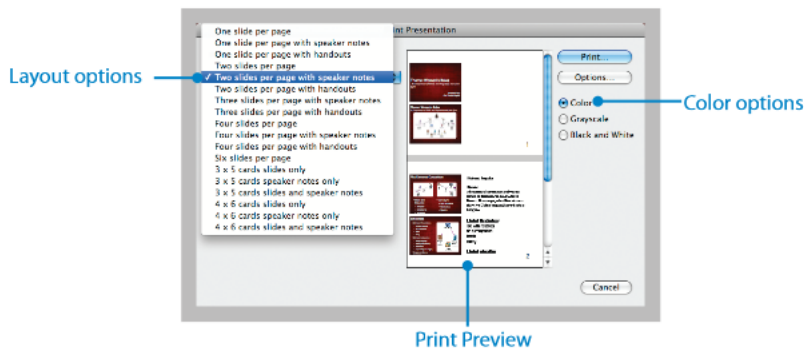 nt Presentation
One slide per page
One slide per page with speaker notes
One slide per page with handouts
Two slides per page
✓ Two slides per page with speaker notes
Two slides per page with handouts
Three slides per page with speaker notes
Three slides per page with handouts
Four slides per page
Four slides per page with speaker notes
Four slides per page with handouts
Six slides per page
3 x 5 cards slides only
3 x 5 cards speaker notes only
3 x 5 cards slides and speaker notes
4 x 6 cards slides only
4 x 6 cards speaker notes only
4 x 6 cards slides and speaker notes
Layout options
1
2
Print...
Options...
Color
Grayscale
Black and White
Color options
Cancel
Print Preview